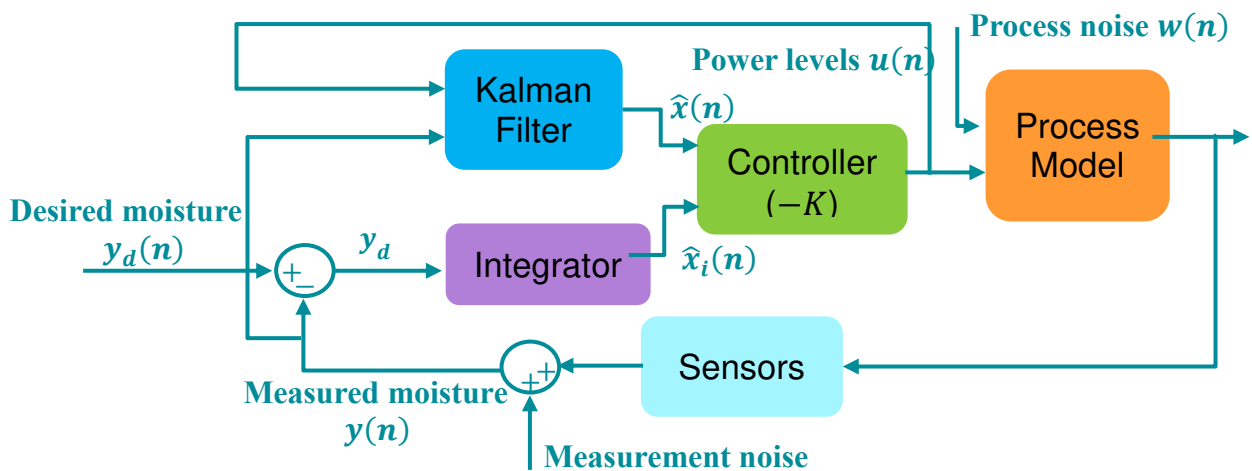 Process noise w(n)
Power levels u(n)
Kalman
Filter
x̂(n)
Process
Model
Controller
(−K)
Desired moisture
y_d(n)
y_d
+
−
Integrator
x̂_i(n)
Sensors
+
+
Measured moisture
y(n)
Measurement noise